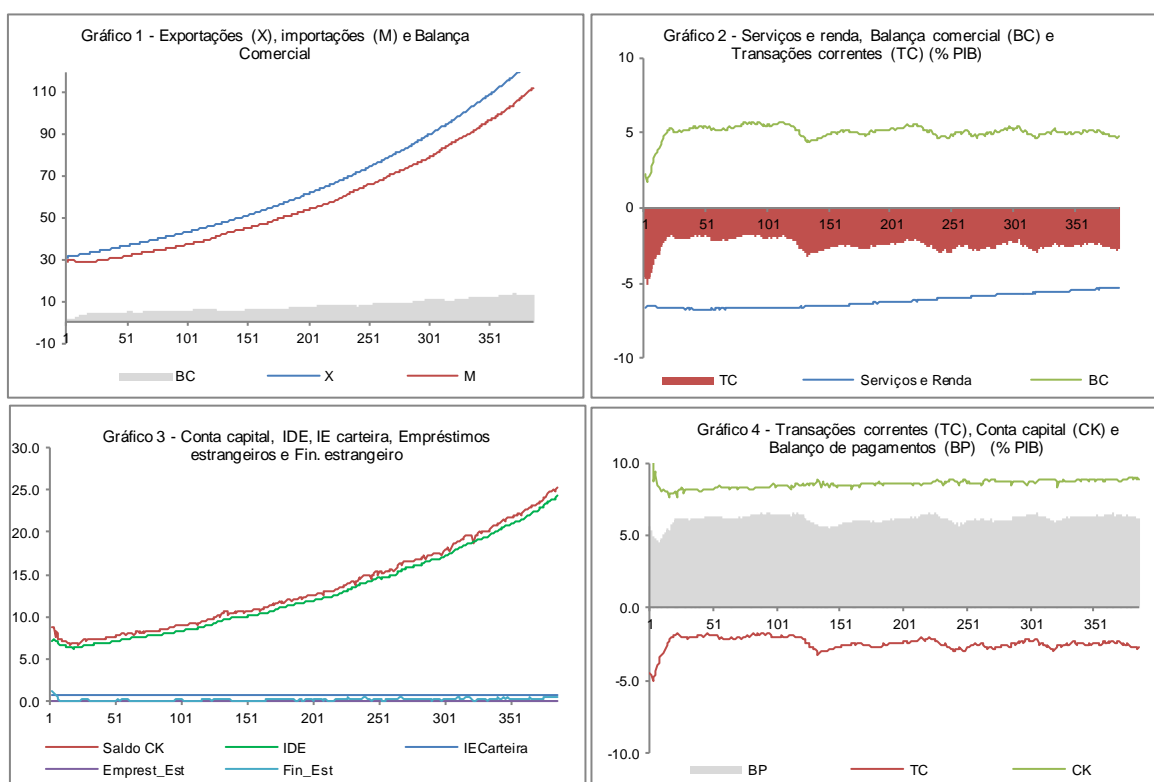 Gráfico 1 - Exportações (X), importações (M) e Balança
Comercial
110
90
70
50
30
10
-10
1 51 101 151 201 251 301 351
BC X M
Gráfico 2 - Serviços e renda, Balança comercial (BC) e
Transações correntes (TC) (% PIB)
10
5
0
1 51 101 151 201 251 301 351
-5
-10
TC Serviços e Renda BC
Gráfico 3 - Conta capital, IDE, IE carteira, Empréstimos
estrangeiros e Fin. estrangeiro
30.0
25.0
20.0
15.0
10.0
5.0
0.0
1 51 101 151 201 251 301 351
Saldo CK IDE IECarteira
Emprest_Est Fin_Est
Gráfico 4 - Transações correntes (TC), Conta capital (CK) e
Balanço de pagamentos (BP) (% PIB)
10.0
5.0
0.0
1 51 101 151 201 251 301 351
-5.0
-10.0
BP TC CK